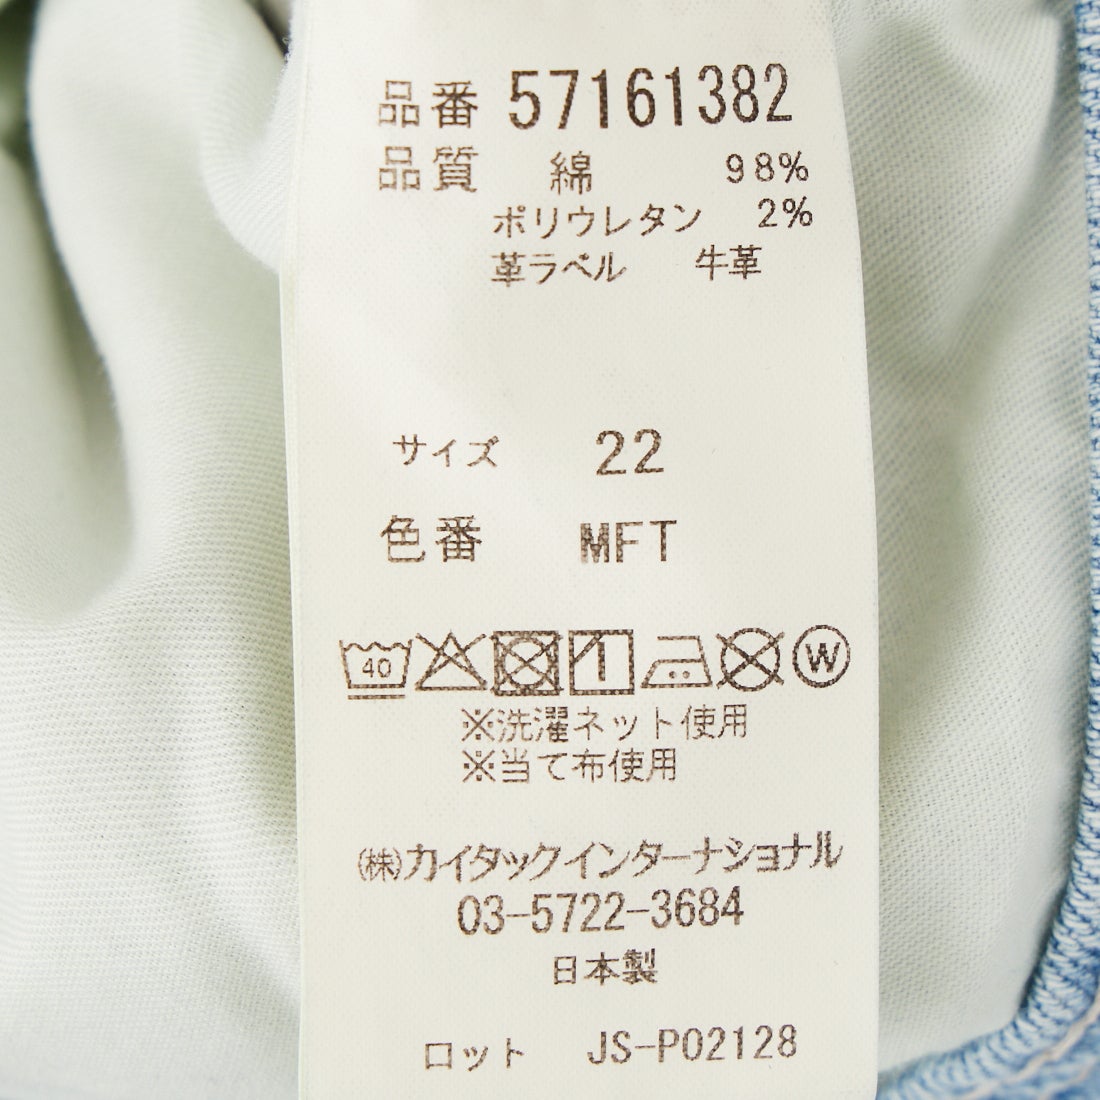 品番 57161382
品質 綿 98%
ポリウレタン 2%
革ラベル 牛革
サイズ 22
色番 MFT
40 W
※洗濯ネット使用
※当て布使用
㈱カイタックインターナショナル
03-5722-3684
日本製
ロット JS-P02128